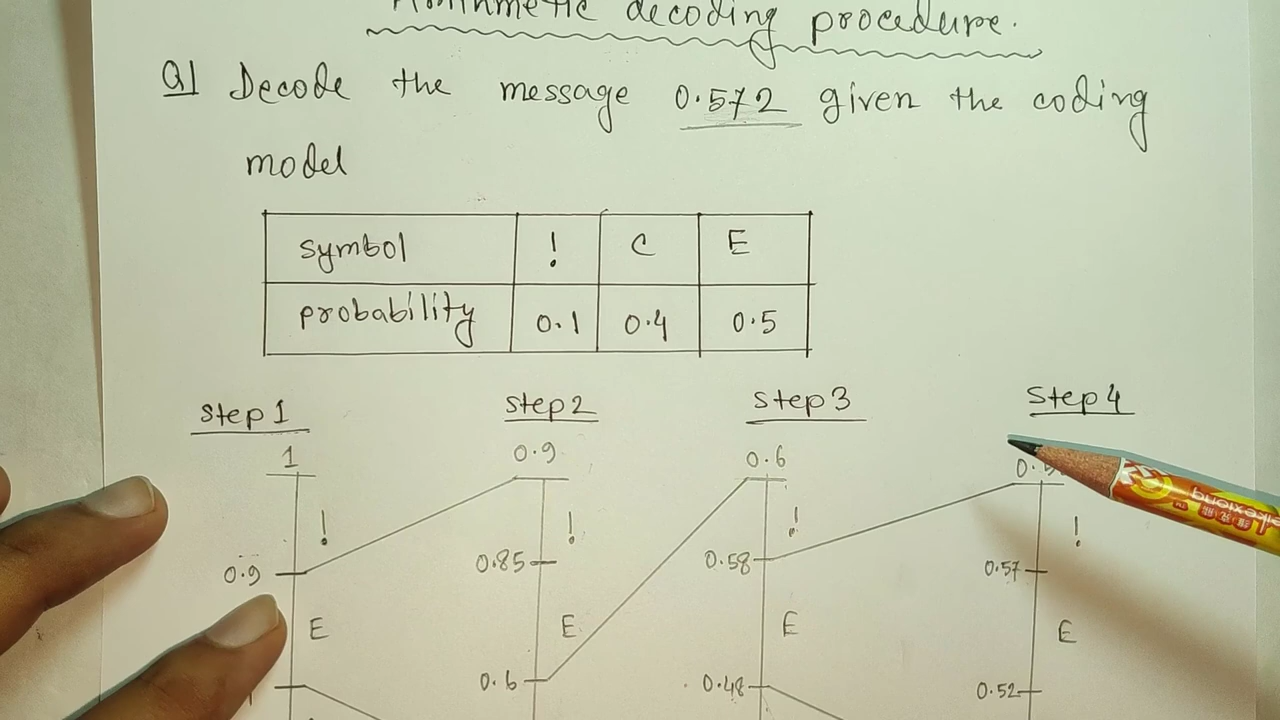 Arithmetic decoding procedure.
Q1 Decode the message 0.572 given the coding
model
symbol ! C E
probability 0.1 0.4 0.5
Step 1 Step 2 Step 3 Step 4
1 0.9 0.6
! ! ! !
0.9 0.85 0.58 0.57
E E E E
0.6 0.48 0.52